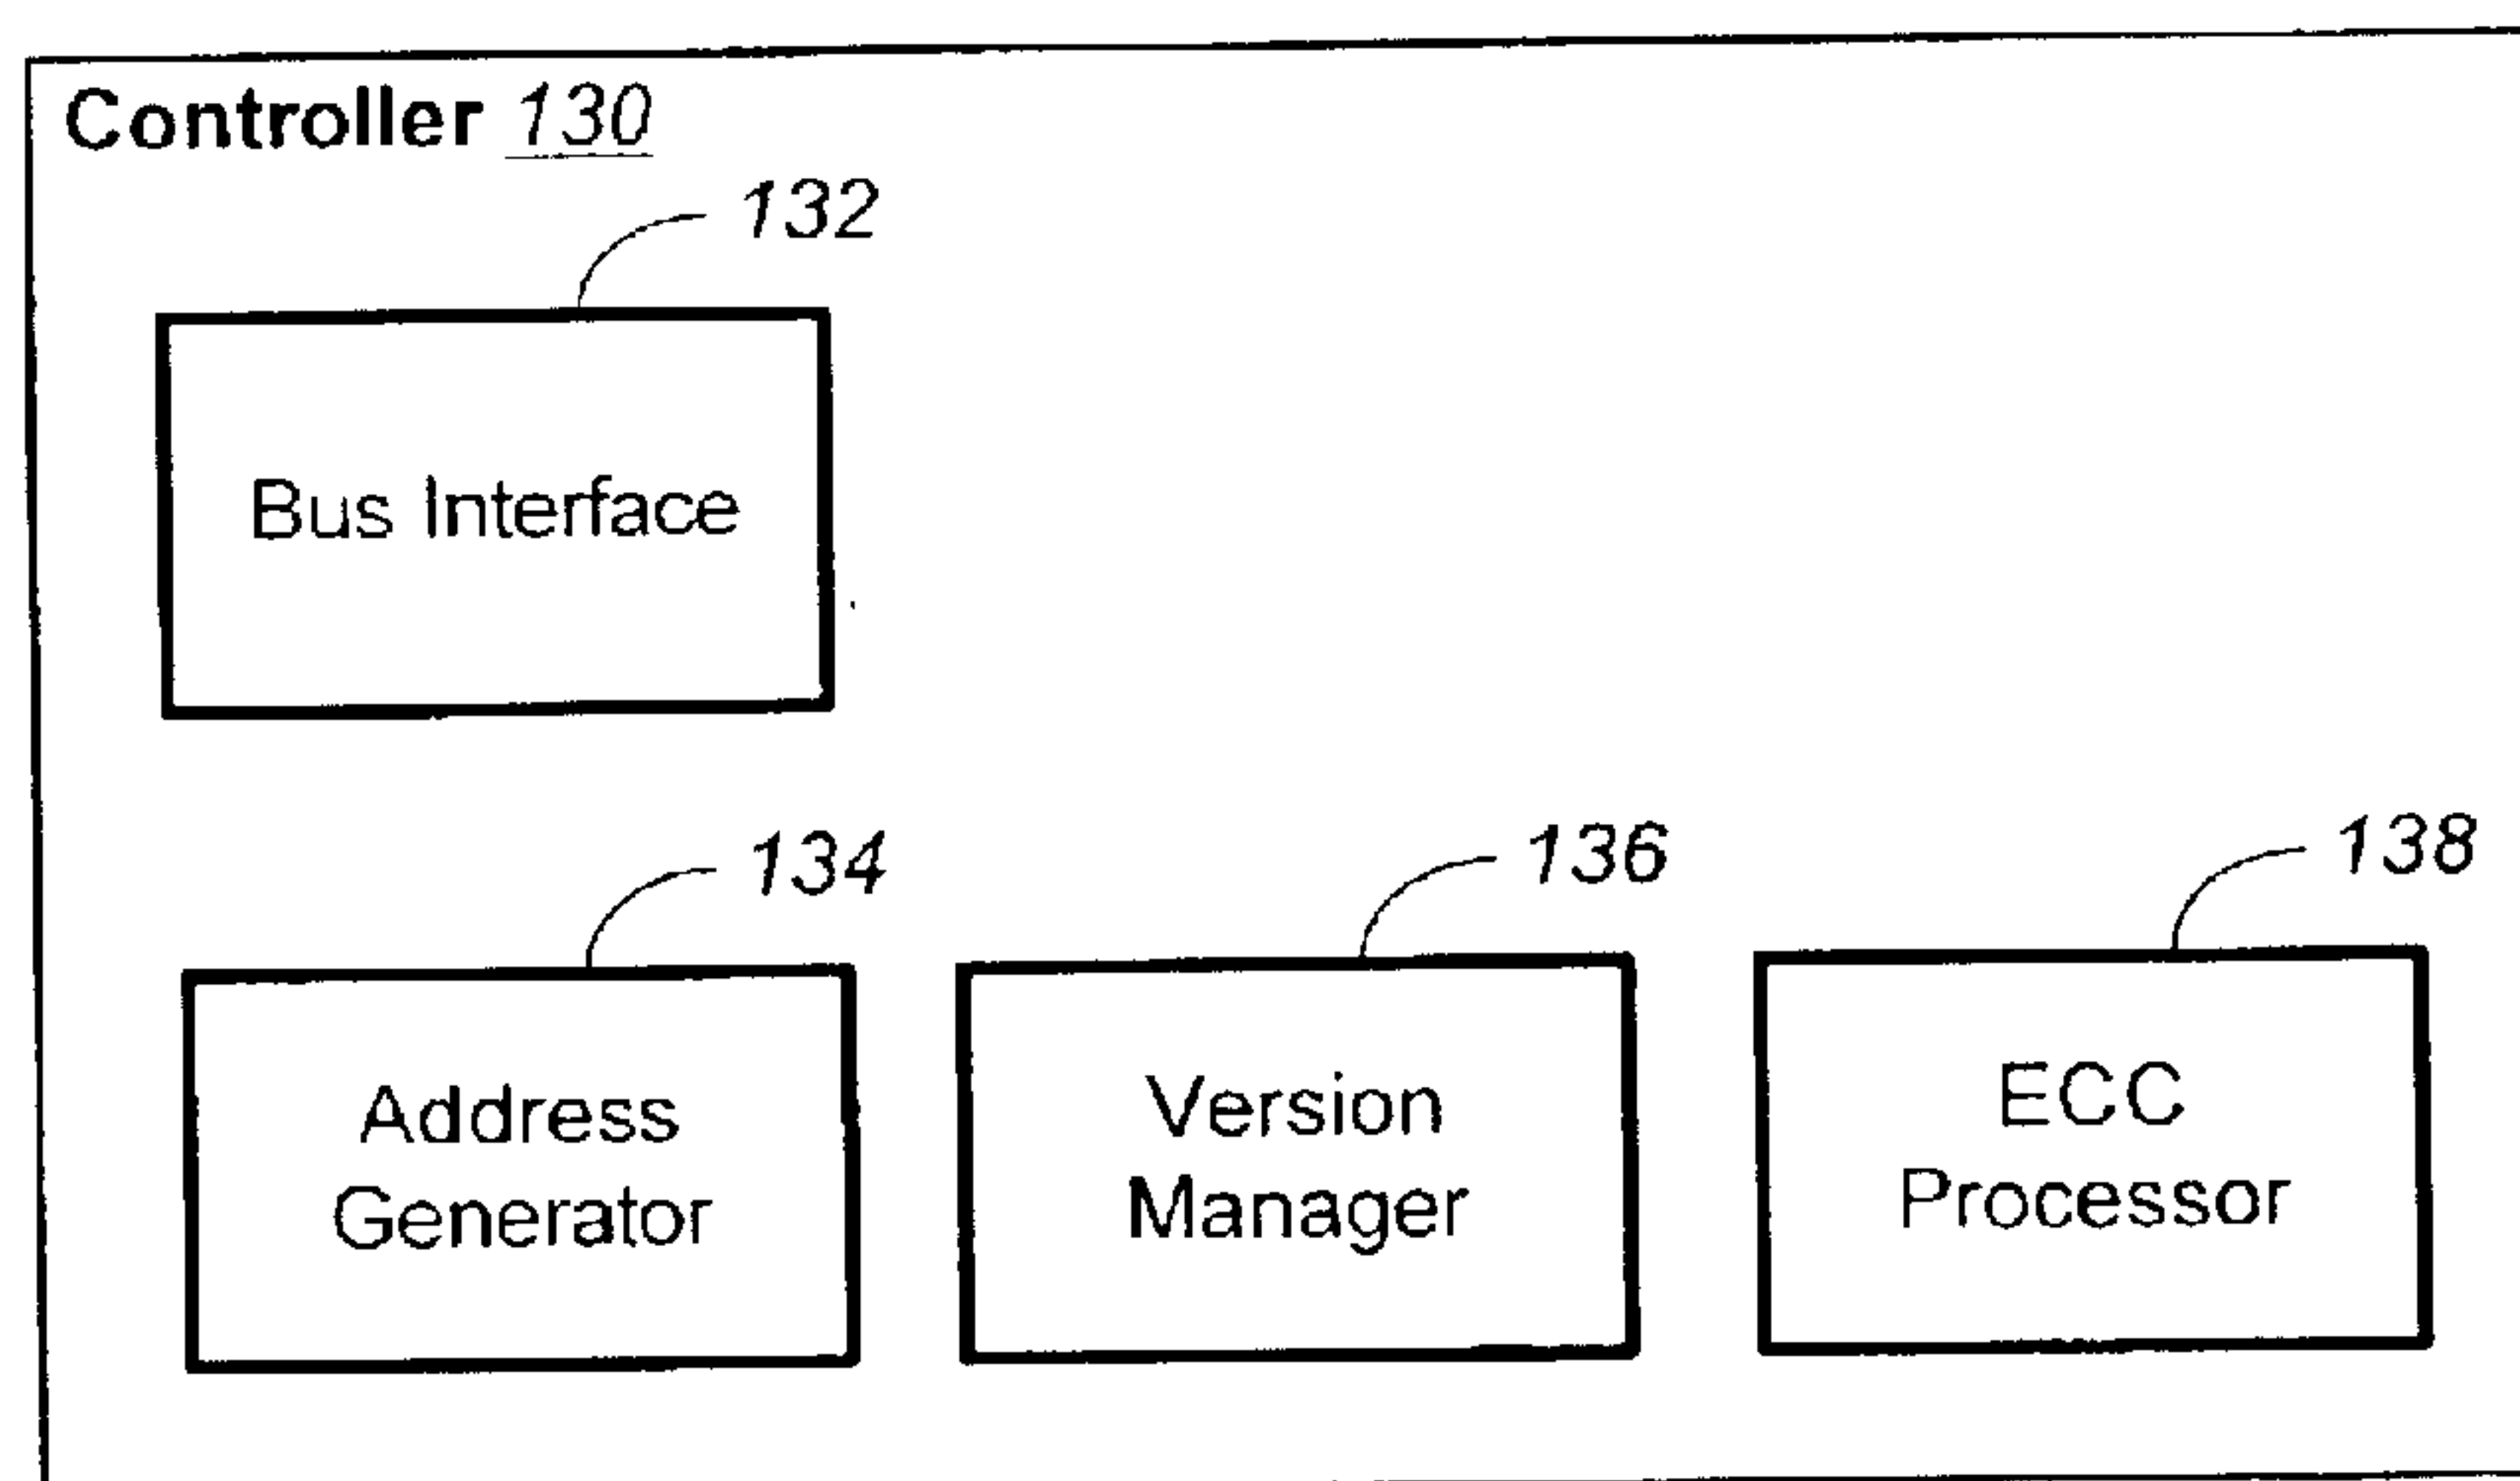 Controller 130
132
Bus Interface
134
136
138
Address
Generator
Version
Manager
ECC
Processor